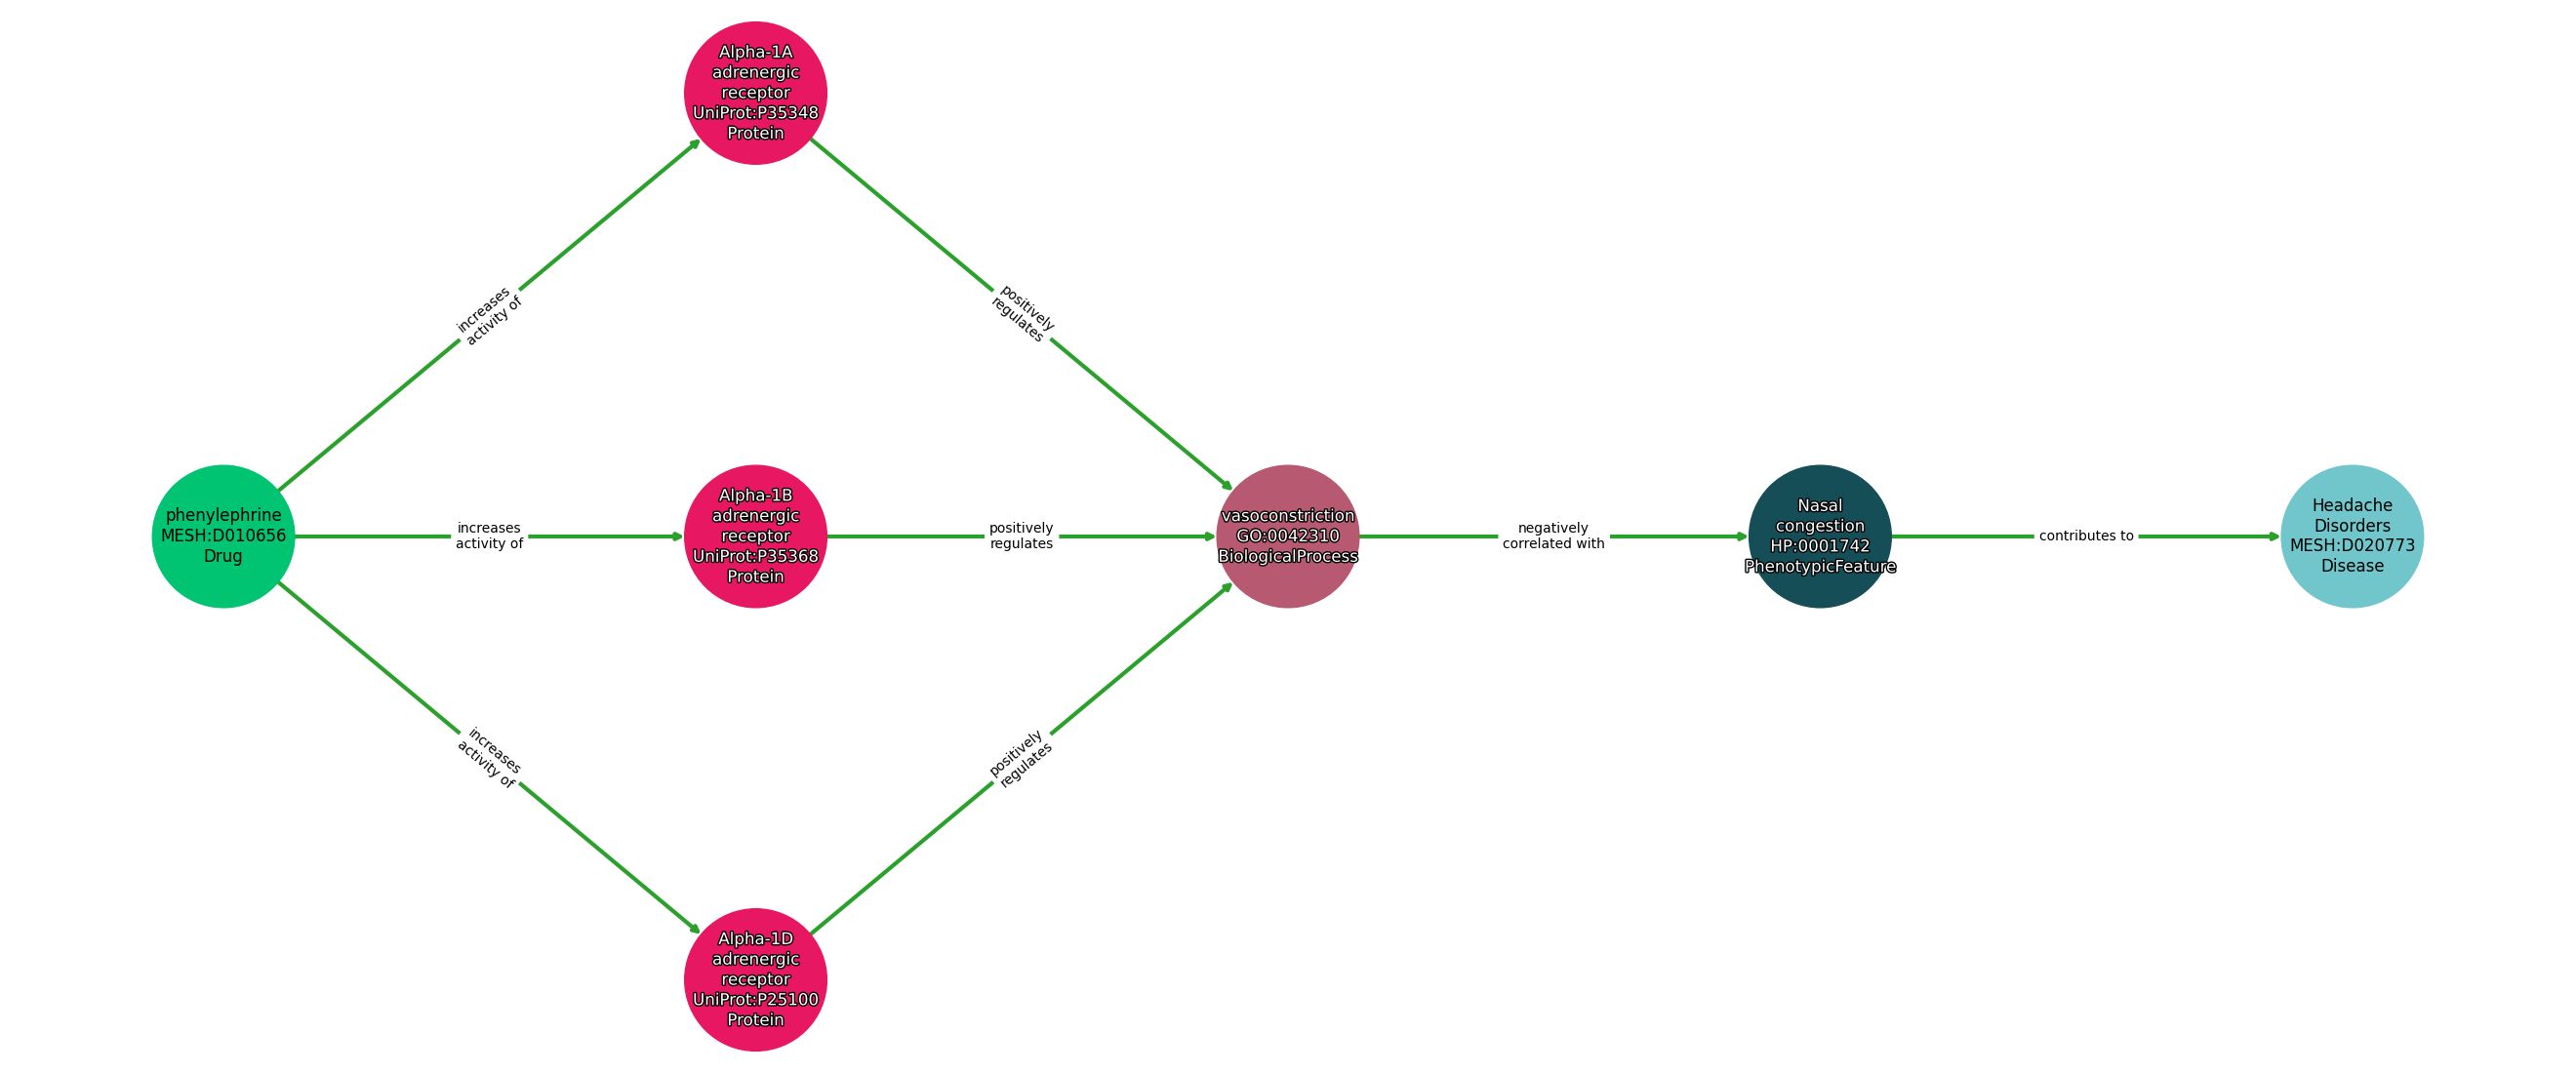 Alpha-1A
adrenergic
receptor
UniProt:P35348
Protein
increases
activity of
positively
regulates
phenylephrine
MESH:D010656
Drug
increases
activity of
Alpha-1B
adrenergic
receptor
UniProt:P35368
Protein
positively
regulates
vasoconstriction
GO:0042310
BiologicalProcess
negatively
correlated with
Nasal
congestion
HP:0001742
PhenotypicFeature
contributes to
Headache
Disorders
MESH:D020773
Disease
increases
activity of
positively
regulates
Alpha-1D
adrenergic
receptor
UniProt:P25100
Protein